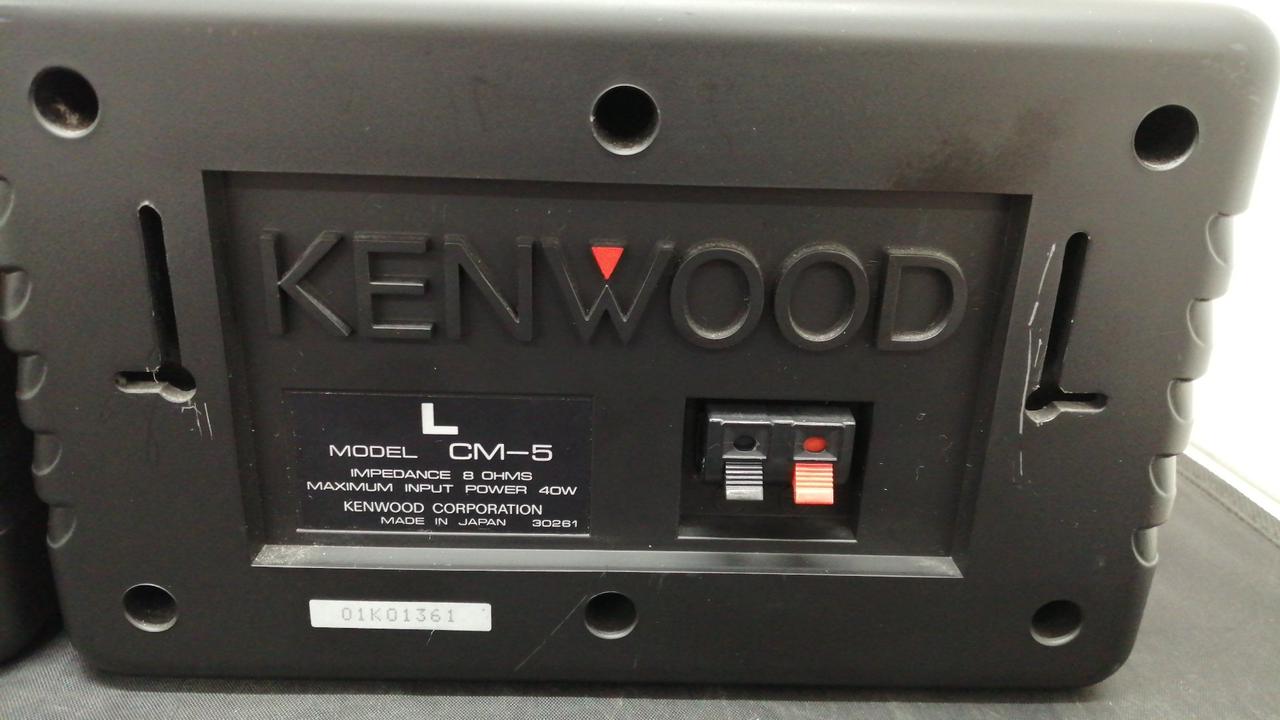 KENWOOD
L
MODEL CM-5
IMPEDANCE 8 OHMS
MAXIMUM INPUT POWER 40W
KENWOOD CORPORATION
MADE IN JAPAN 30261
01K01361